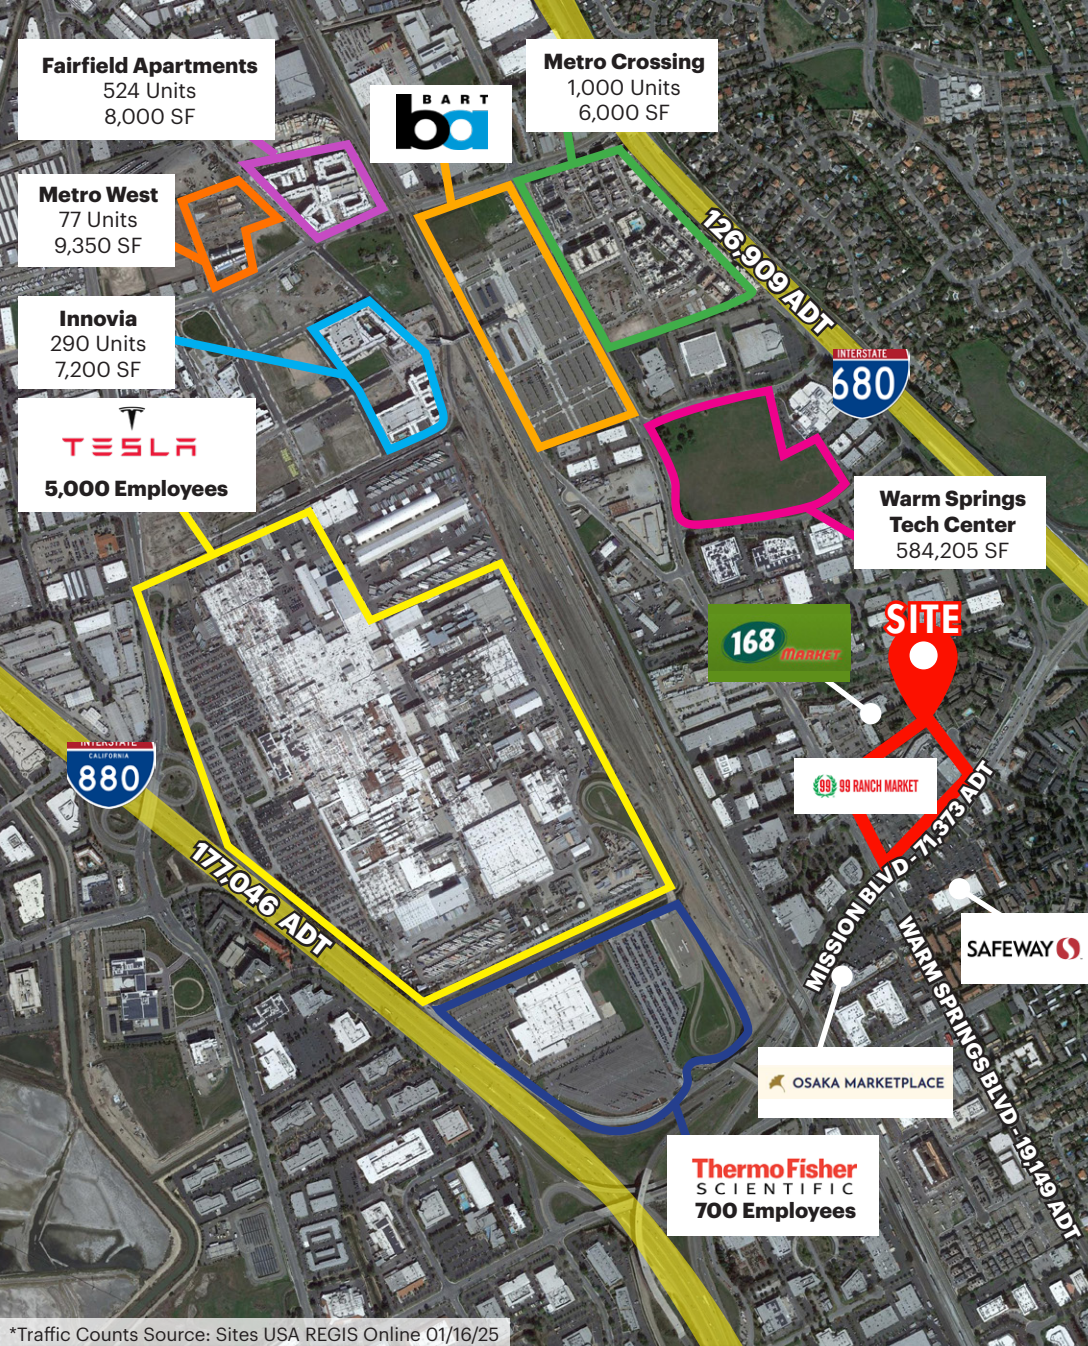 Fairfield Apartments
524 Units
8,000 SF
BART
ba
Metro Crossing
1,000 Units
6,000 SF
Metro West
77 Units
9,350 SF
126,909 ADT
Innovia
290 Units
7,200 SF
INTERSTATE
680
TESLA
5,000 Employees
Warm Springs
Tech Center
584,205 SF
168
MARKET
SITE
INTERSTATE
CALIFORNIA
880
99
99 RANCH MARKET
177,046 ADT
MISSION BLVD - 71,373 ADT
SAFEWAY
WARM SPRINGS BLVD - 19,149 ADT
OSAKA MARKETPLACE
ThermoFisher
SCIENTIFIC
700 Employees
*Traffic Counts Source: Sites USA REGIS Online 01/16/25